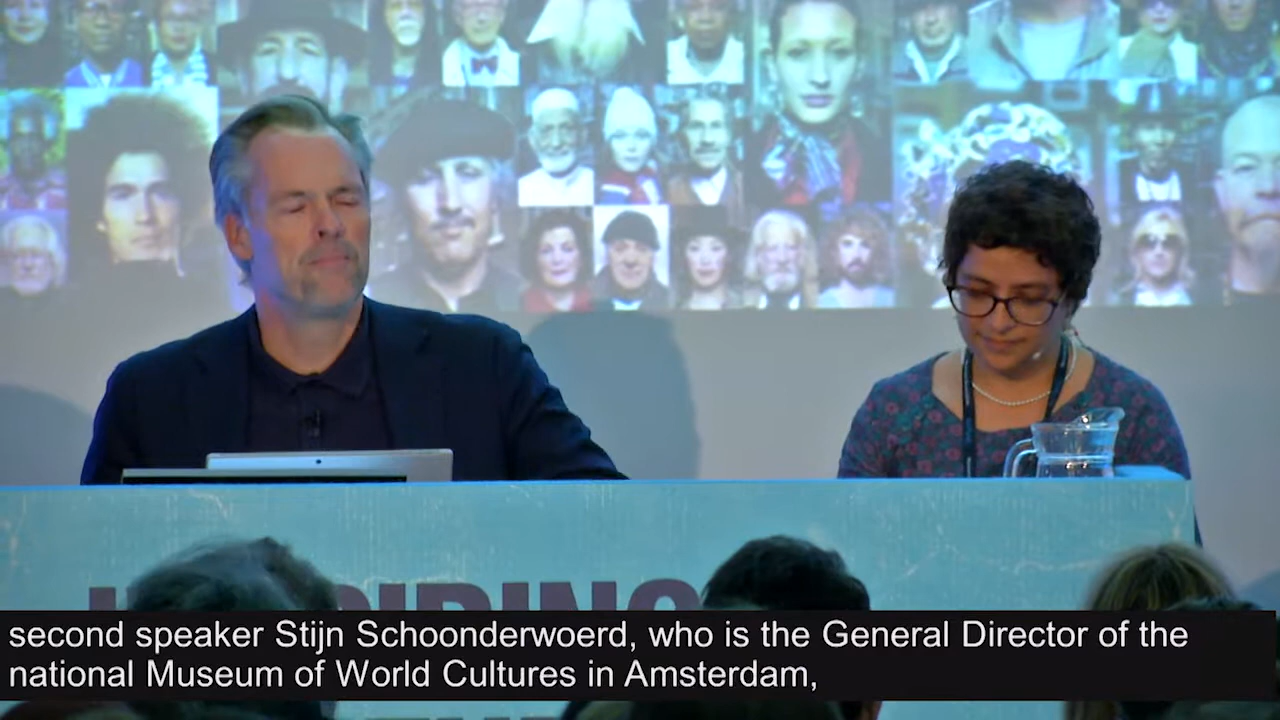 second speaker Stijn Schoonderwoerd, who is the General Director of the
national Museum of World Cultures in Amsterdam,